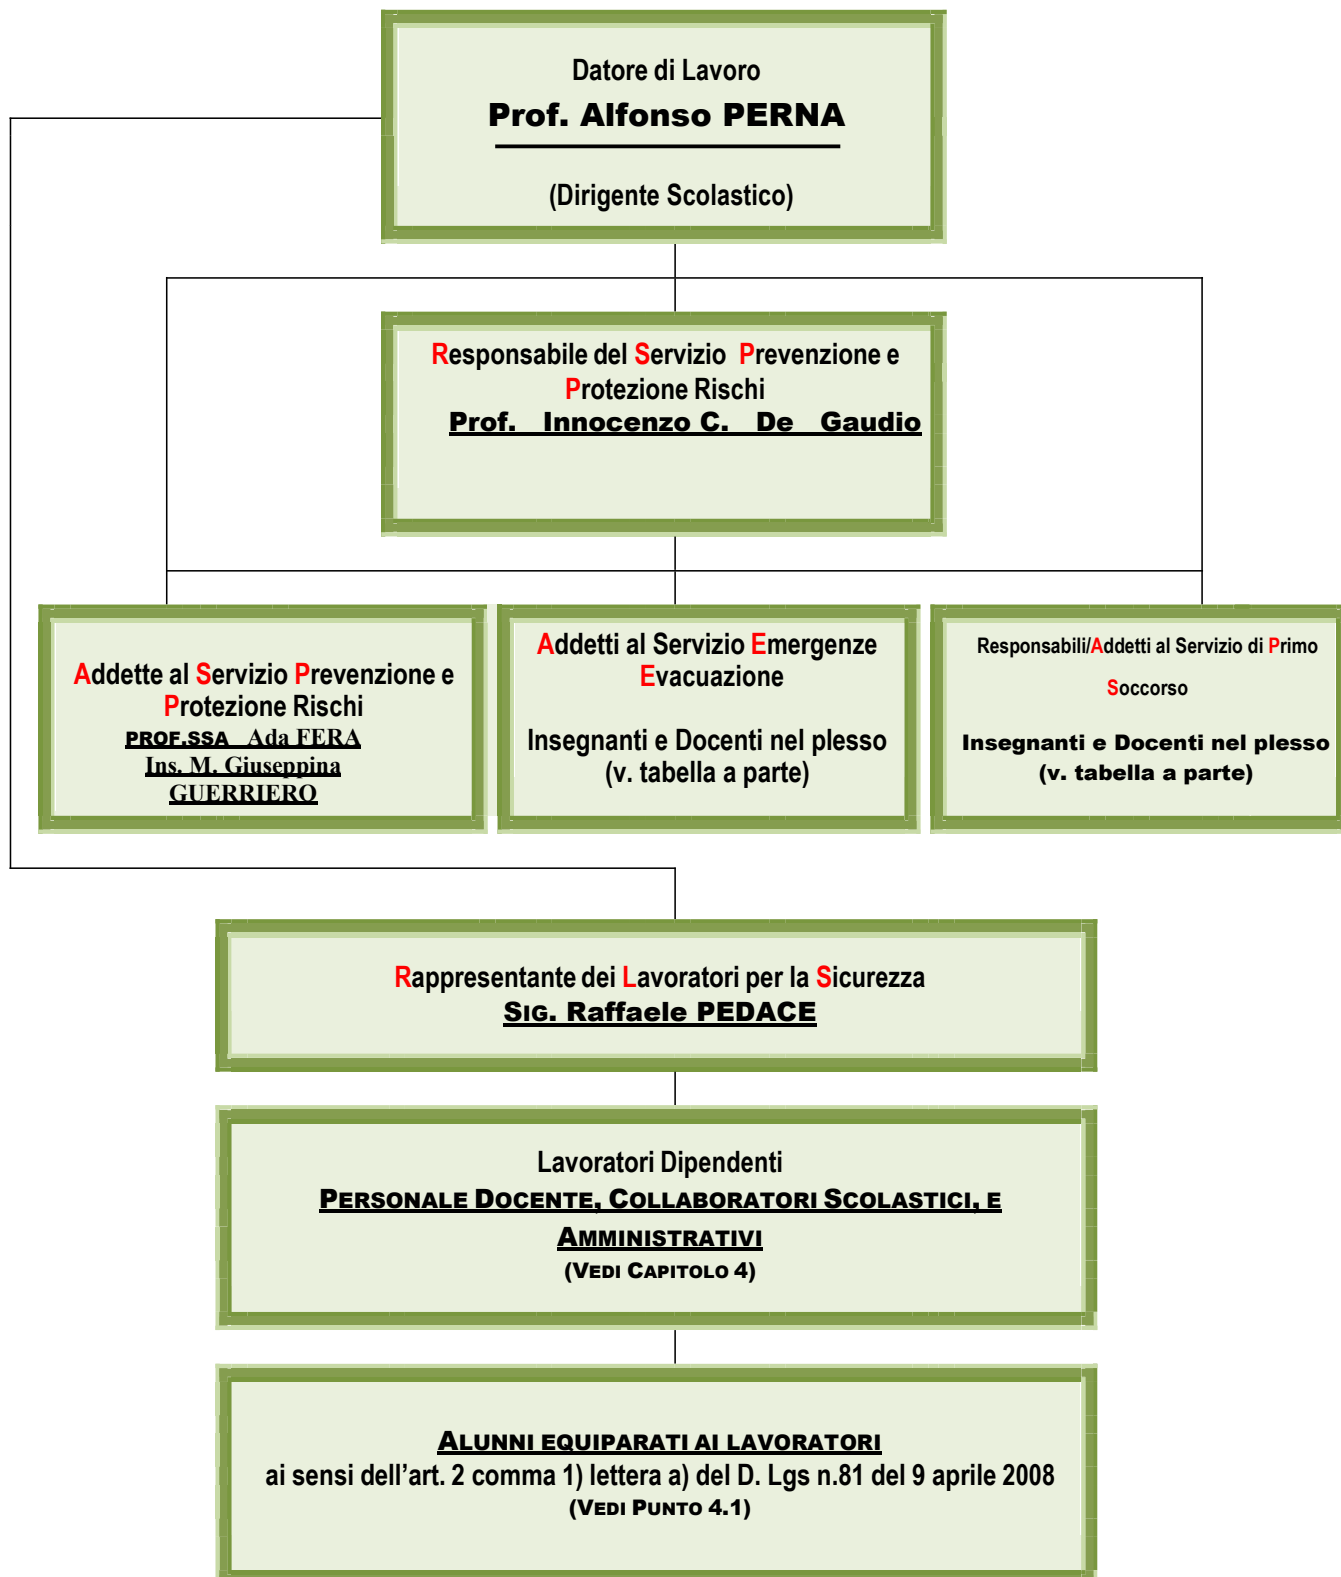 Datore di Lavoro
Prof. Alfonso PERNA
(Dirigente Scolastico)
Responsabile del Servizio Prevenzione e
Protezione Rischi
Prof. Innocenzo C. De Gaudio
Addette al Servizio Prevenzione e
Protezione Rischi
PROF.SSA Ada FERA
Ins. M. Giuseppina
GUERRIERO
Addetti al Servizio Emergenze
Evacuazione
Insegnanti e Docenti nel plesso
(v. tabella a parte)
Responsabili/Addetti al Servizio di Primo
Soccorso
Insegnanti e Docenti nel plesso
(v. tabella a parte)
Rappresentante dei Lavoratori per la Sicurezza
SIG. Raffaele PEDACE
Lavoratori Dipendenti
PERSONALE DOCENTE, COLLABORATORI SCOLASTICI, E
AMMINISTRATIVI
(VEDI CAPITOLO 4)
ALUNNI EQUIPARATI AI LAVORATORI
ai sensi dell'art. 2 comma 1) lettera a) del D. Lgs n.81 del 9 aprile 2008
(VEDI PUNTO 4.1)